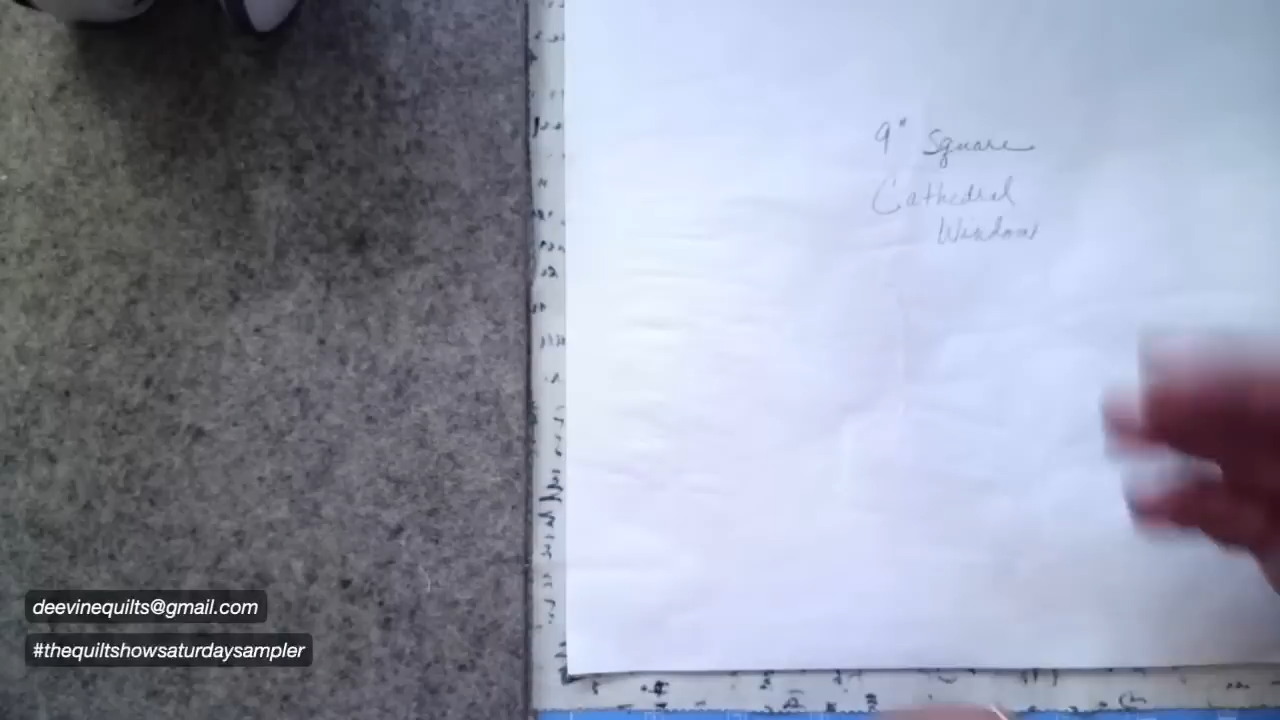 9" Square
Cathedral
Window
deevinequilts@gmail.com
#thequiltshowsaturdaysampler